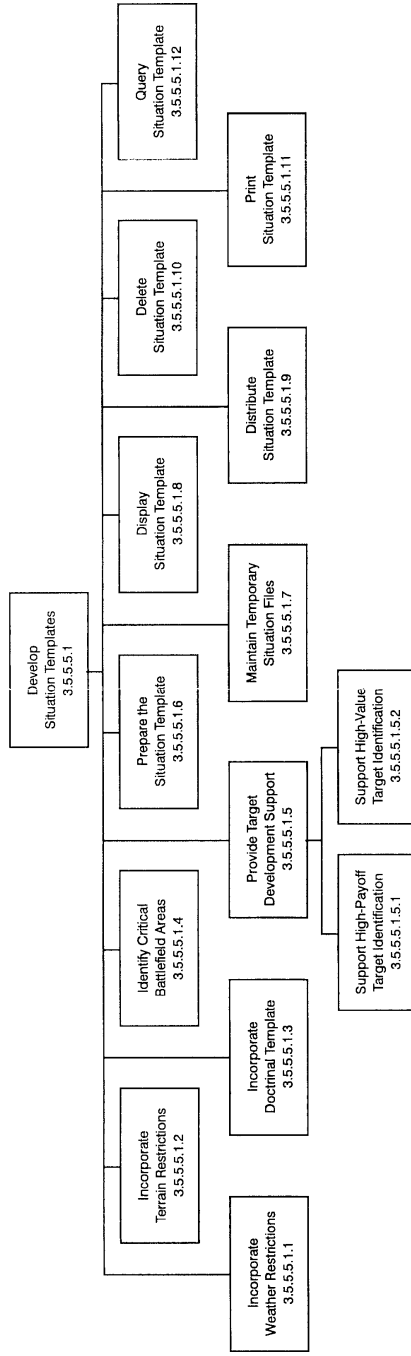 Develop
Situation Templates
3.5.5.5.1
Incorporate
Weather Restrictions
3.5.5.5.1.1
Incorporate
Terrain Restrictions
3.5.5.5.1.2
Incorporate
Doctrinal Template
3.5.5.5.1.3
Identify Critical
Battlefield Areas
3.5.5.5.1.4
Provide Target
Development Support
3.5.5.5.1.5
Support High-Payoff
Target Identification
3.5.5.5.1.5.1
Support High-Value
Target Identification
3.5.5.5.1.5.2
Prepare the
Situation Template
3.5.5.5.1.6
Maintain Temporary
Situation Files
3.5.5.5.1.7
Display
Situation Template
3.5.5.5.1.8
Distribute
Situation Template
3.5.5.5.1.9
Delete
Situation Template
3.5.5.5.1.10
Print
Situation Template
3.5.5.5.1.11
Query
Situation Template
3.5.5.5.1.12